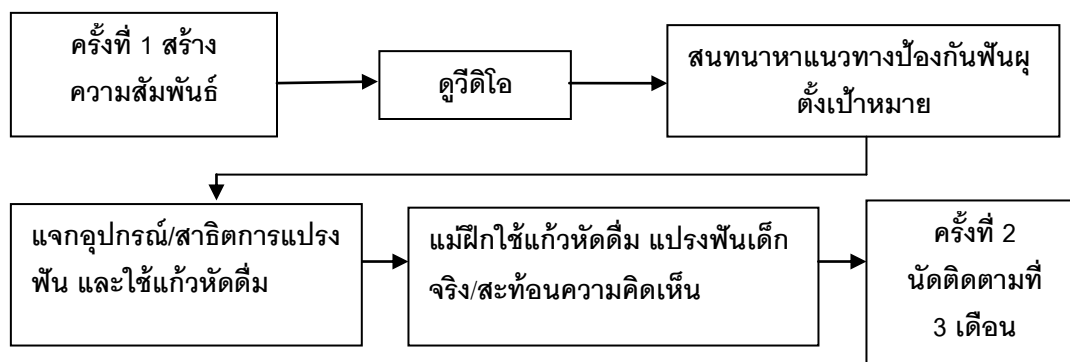 ครั้งที่ 1 สร้าง
ความสัมพันธ์
ดูวีดิโอ
สนทนาหาแนวทางป้องกันฟันผุ
ตั้งเป้าหมาย
แจกอุปกรณ์/สาธิตการแปรง
ฟัน และใช้แก้วหัดดื่ม
แม่ฝึกใช้แก้วหัดดื่ม แปรงฟันเด็ก
จริง/สะท้อนความคิดเห็น
ครั้งที่ 2
นัดติดตามที่
3 เดือน